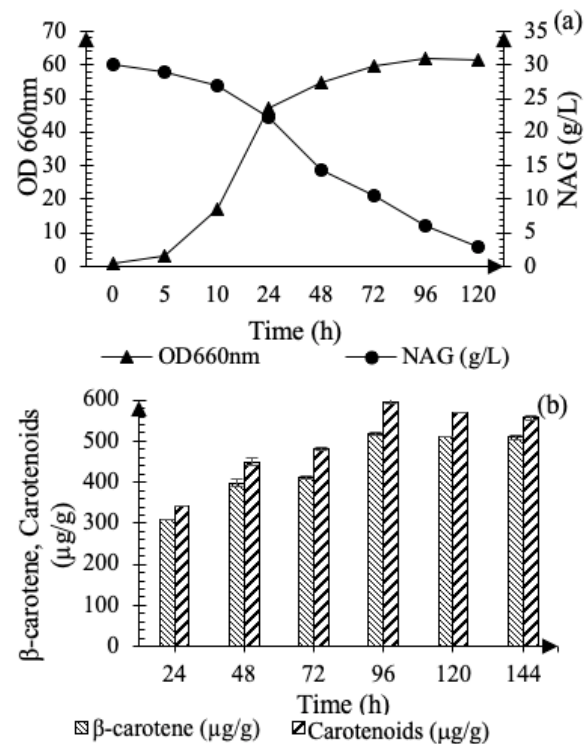 (a)
70
60
50
40
30
20
10
0
OD 660nm
35
30
25
20
15
10
5
0
NAG (g/L)
0 5 10 24 48 72 96 120
Time (h)
OD660nm NAG (g/L)
(b)
600
500
400
300
200
100
0
β-carotene, Carotenoids
(µg/g)
24 48 72 96 120 144
Time (h)
β-carotene (µg/g) Carotenoids (µg/g)